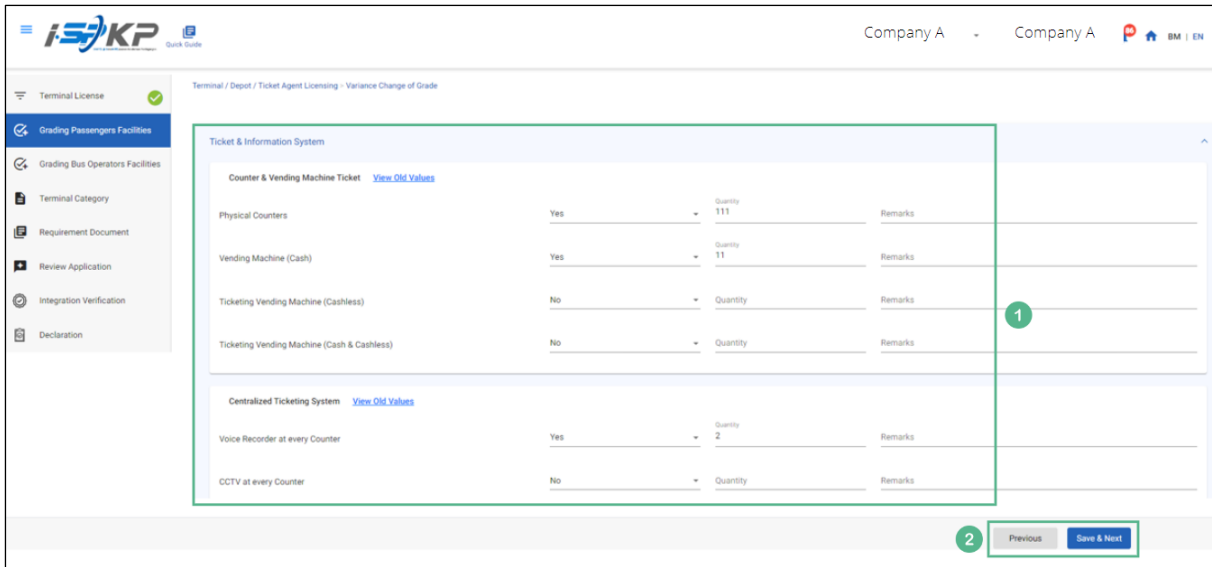 i-SPKP
Quick Guide
Company A
Company A
BM | EN
Terminal License
Grading Passengers Facilities
Grading Bus Operators Facilities
Terminal Category
Requirement Document
Review Application
Integration Verification
Declaration
Terminal / Depot / Ticket Agent Licensing - Variance Change of Grade
Ticket & Information System
Counter & Vending Machine Ticket View Old Values
Physical Counters Yes Quantity 111 Remarks
Vending Machine (Cash) Yes Quantity 11 Remarks
Ticketing Vending Machine (Cashless) No Quantity Remarks
Ticketing Vending Machine (Cash & Cashless) No Quantity Remarks
1
Centralized Ticketing System View Old Values
Voice Recorder at every Counter Yes Quantity 2 Remarks
CCTV at every Counter No Quantity Remarks
2 Previous Save & Next